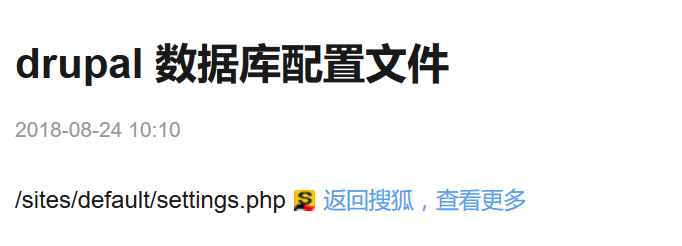 drupal 数据库配置文件
2018-08-24 10:10
/sites/default/settings.php 返回搜狐，查看更多